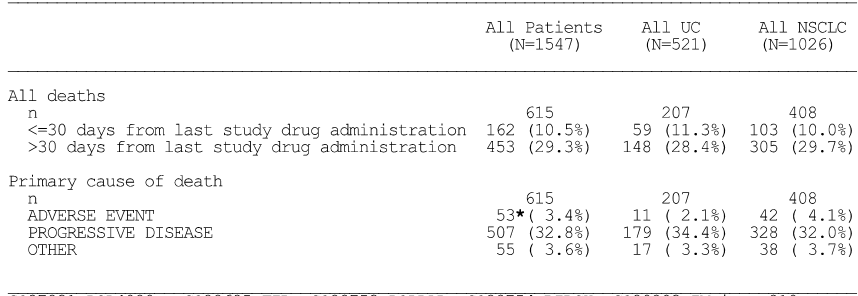 All Patients All UC All NSCLC
(N=1547) (N=521) (N=1026)
All deaths
n 615 207 408
<=30 days from last study drug administration 162 (10.5%) 59 (11.3%) 103 (10.0%)
>30 days from last study drug administration 453 (29.3%) 148 (28.4%) 305 (29.7%)
Primary cause of death
n 615 207 408
ADVERSE EVENT 53*( 3.4%) 11 ( 2.1%) 42 ( 4.1%)
PROGRESSIVE DISEASE 507 (32.8%) 179 (34.4%) 328 (32.0%)
OTHER 55 ( 3.6%) 17 ( 3.3%) 38 ( 3.7%)